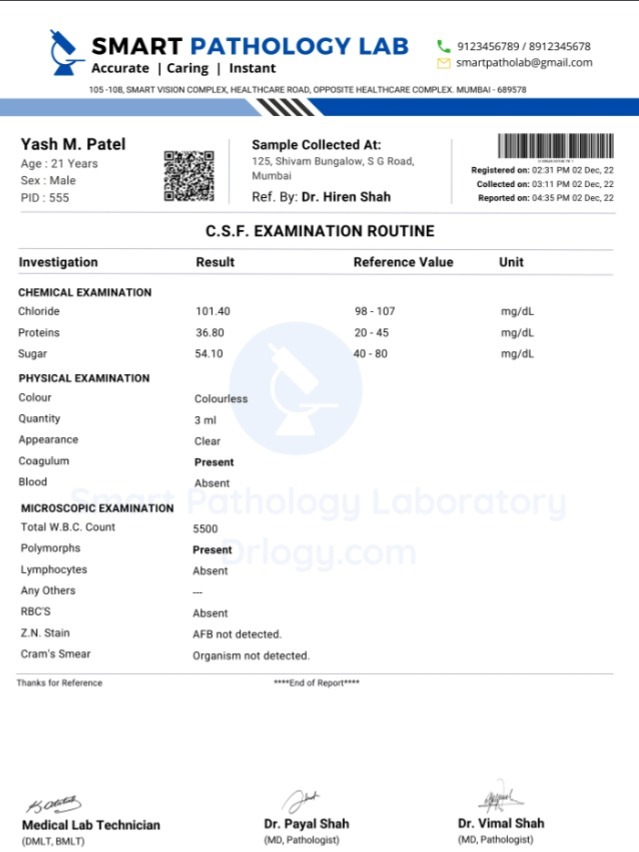 SMART PATHOLOGY LAB
Accurate | Caring | Instant
9123456789 / 8912345678
smartpatholab@gmail.com
105 -108, SMART VISION COMPLEX, HEALTHCARE ROAD, OPPOSITE HEALTHCARE COMPLEX. MUMBAI - 689578
Yash M. Patel
Age : 21 Years
Sex : Male
PID : 555
Sample Collected At:
125, Shivam Bungalow, S G Road,
Mumbai
Ref. By: Dr. Hiren Shah
Registered on: 02:31 PM 02 Dec, 22
Collected on: 03:11 PM 02 Dec, 22
Reported on: 04:35 PM 02 Dec, 22
C.S.F. EXAMINATION ROUTINE
Investigation Result Reference Value Unit
CHEMICAL EXAMINATION
Chloride 101.40 98 - 107 mg/dL
Proteins 36.80 20 - 45 mg/dL
Sugar 54.10 40 - 80 mg/dL
PHYSICAL EXAMINATION
Colour Colourless
Quantity 3 ml
Appearance Clear
Coagulum Present
Blood Absent
Smart Pathology Laboratory
MICROSCOPIC EXAMINATION
Total W.B.C. Count 5500
Polymorphs Present
Drlogy.com
Lymphocytes Absent
Any Others ---
RBC'S Absent
Z.N. Stain AFB not detected.
Cram's Smear Organism not detected.
Thanks for Reference ****End of Report****
Medical Lab Technician
(DMLT, BMLT)
Dr. Payal Shah
(MD, Pathologist)
Dr. Vimal Shah
(MD, Pathologist)